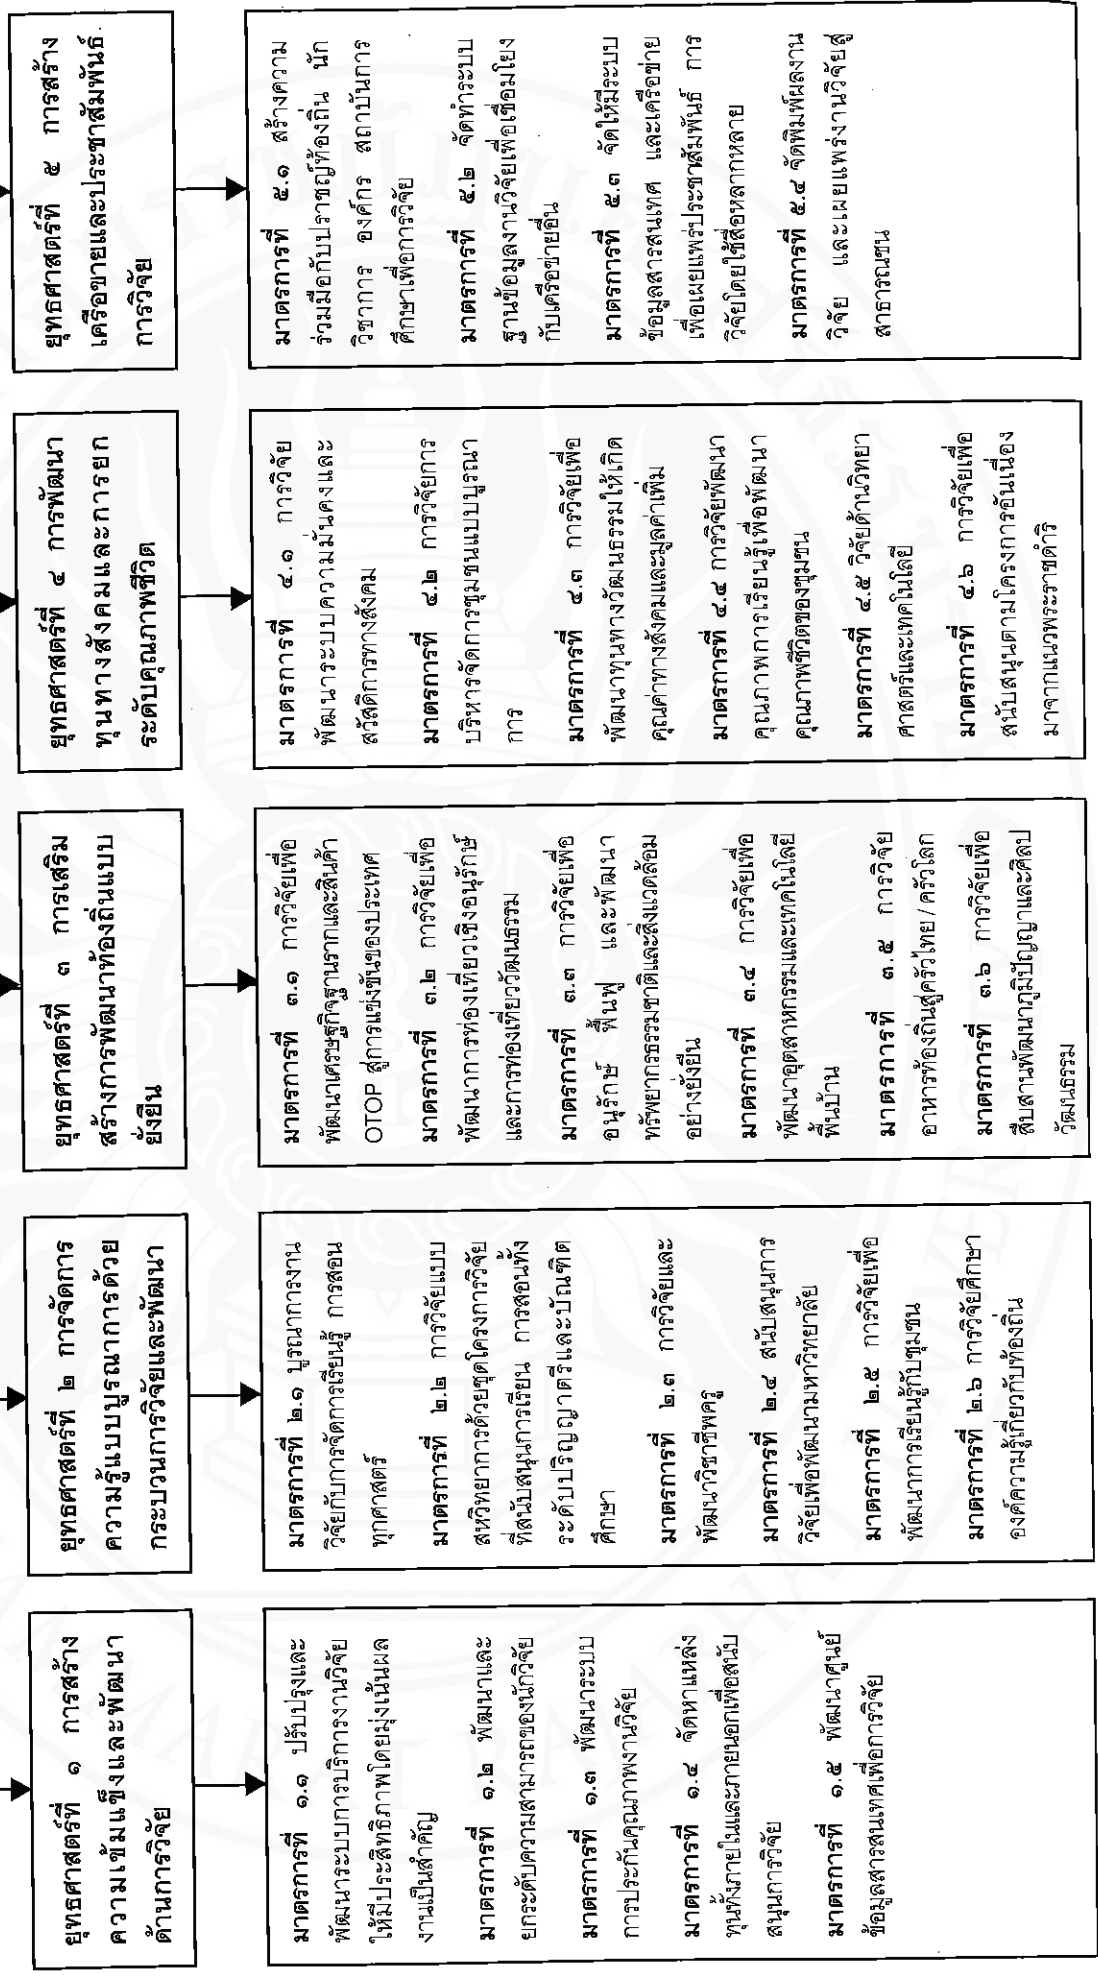 ยุทธศาสตร์ที่ ๑ การสร้าง
ความเข้มแข็งและพัฒนา
ด้านการวิจัย
มาตรการที่ ๑.๑ ปรับปรุงและ
พัฒนาระบบการบริการงานวิจัย
ให้มีประสิทธิภาพโดยมุ่งเน้นผล
งานเป็นสำคัญ
มาตรการที่ ๑.๒ พัฒนาและ
ยกระดับความสามารถของนักวิจัย
มาตรการที่ ๑.๓ พัฒนาระบบ
การประกันคุณภาพงานวิจัย
มาตรการที่ ๑.๔ จัดหาแหล่ง
ทุนทั้งภายในและภายนอกเพื่อสนับ
สนุนการวิจัย
มาตรการที่ ๑.๕ พัฒนาศูนย์
ข้อมูลสารสนเทศเพื่อการวิจัย
ยุทธศาสตร์ที่ ๒ การจัดการ
ความรู้แบบบูรณาการด้วย
กระบวนการวิจัยและพัฒนา
มาตรการที่ ๒.๑ บูรณาการงาน
วิจัยกับการจัดการเรียนรู้ การสอน
ทุกศาสตร์
มาตรการที่ ๒.๒ การวิจัยแบบ
สหวิทยาการด้วยชุดโครงการวิจัย
ที่สนับสนุนการเรียน การสอนทั้ง
ระดับปริญญาตรีและบัณฑิต
ศึกษา
มาตรการที่ ๒.๓ การวิจัยและ
พัฒนาวิชาชีพครู
มาตรการที่ ๒.๔ สนับสนุนการ
วิจัยเพื่อพัฒนามหาวิทยาลัย
มาตรการที่ ๒.๕ การวิจัยเพื่อ
พัฒนาการเรียนรู้กับชุมชน
มาตรการที่ ๒.๖ การวิจัยศึกษา
องค์ความรู้เกี่ยวกับท้องถิ่น
ยุทธศาสตร์ที่ ๓ การเสริม
สร้างการพัฒนาท้องถิ่นแบบ
ยั่งยืน
มาตรการที่ ๓.๑ การวิจัยเพื่อ
พัฒนาเศรษฐกิจฐานรากและสินค้า
OTOP สู่การแข่งขันของประเทศ
มาตรการที่ ๓.๒ การวิจัยเพื่อ
พัฒนาการท่องเที่ยวเชิงอนุรักษ์
และการท่องเที่ยววัฒนธรรม
มาตรการที่ ๓.๓ การวิจัยเพื่อ
อนุรักษ์ ฟื้นฟู และพัฒนา
ทรัพยากรธรรมชาติและสิ่งแวดล้อม
อย่างยั่งยืน
มาตรการที่ ๓.๔ การวิจัยเพื่อ
พัฒนาอุตสาหกรรมและเทคโนโลยี
พื้นบ้าน
มาตรการที่ ๓.๕ การวิจัย
อาหารท้องถิ่นสู่ครัวไทย/ครัวโลก
มาตรการที่ ๓.๖ การวิจัยเพื่อ
สืบสานพัฒนาภูมิปัญญาและศิลป
วัฒนธรรม
ยุทธศาสตร์ที่ ๔ การพัฒนา
ทุนทางสังคมและการยก
ระดับคุณภาพชีวิต
มาตรการที่ ๔.๑ การวิจัย
พัฒนาระบบความมั่นคงและ
สวัสดิการทางสังคม
มาตรการที่ ๔.๒ การวิจัยการ
บริหารจัดการชุมชนแบบบูรณา
การ
มาตรการที่ ๔.๓ การวิจัยเพื่อ
พัฒนาทุนทางวัฒนธรรมให้เกิด
คุณค่าทางสังคมและมูลค่าเพิ่ม
มาตรการที่ ๔.๔ การวิจัยพัฒนา
คุณภาพการเรียนรู้เพื่อพัฒนา
คุณภาพชีวิตของชุมชน
มาตรการที่ ๔.๕ วิจัยด้านวิทยา
ศาสตร์และเทคโนโลยี
มาตรการที่ ๔.๖ การวิจัยเพื่อ
สนับสนุนตามโครงการอันเนื่อง
มาจากแนวพระราชดำริ
ยุทธศาสตร์ที่ ๕ การสร้าง
เครือขายและประชาสัมพันธ์
การวิจัย
มาตรการที่ ๕.๑ สร้างความ
ร่วมมือกับปราชญ์ท้องถิ่น นัก
วิชาการ องค์กร สถาบันการ
ศึกษาเพื่อการวิจัย
มาตรการที่ ๕.๒ จัดทำระบบ
ฐานข้อมูลงานวิจัยเพื่อเชื่อมโยง
กับเครือข่ายอื่น
มาตรการที่ ๕.๓ จัดให้มีระบบ
ข้อมูลสารสนเทศ และเครือข่าย
เพื่อเผยแพร่ประชาสัมพันธ์ การ
วิจัยโดยใช้สื่อหลากหลาย
มาตรการที่ ๕.๔ จัดพิมพ์ผลงาน
วิจัย และเผยแพร่งานวิจัยสู่
สาธารณชน